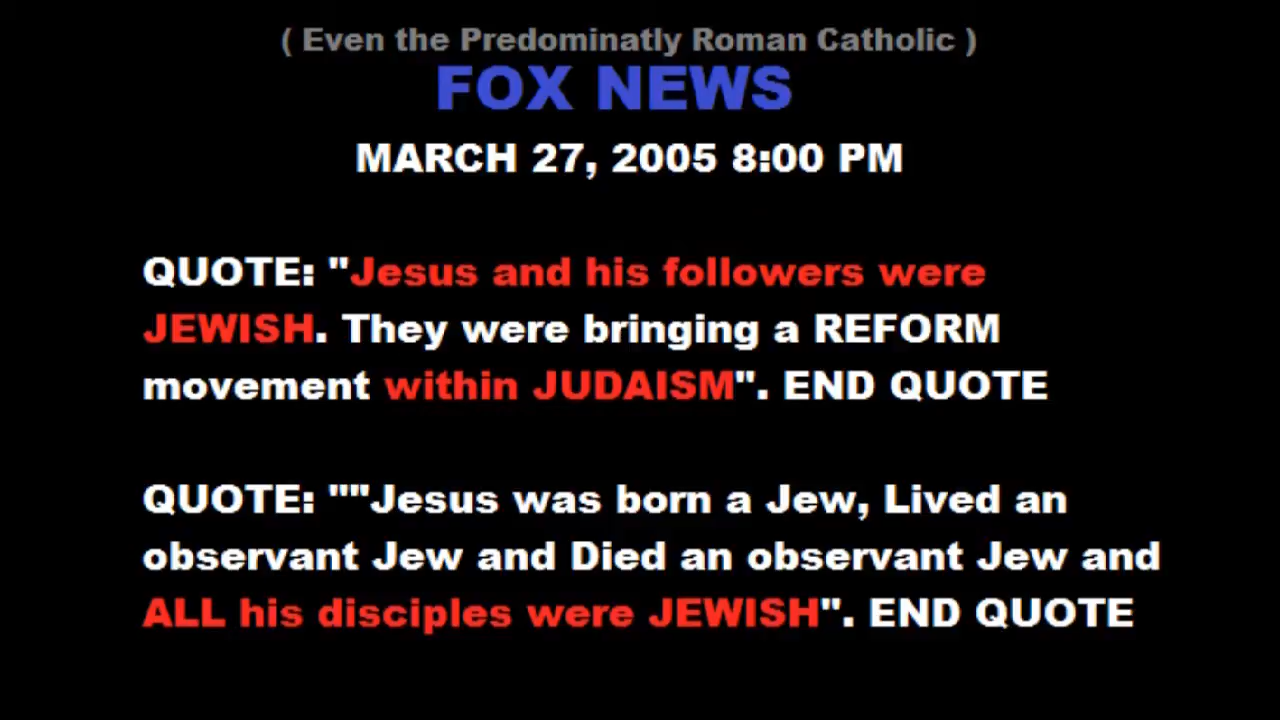 ( Even the Predominatly Roman Catholic )
FOX NEWS
MARCH 27, 2005 8:00 PM
QUOTE: "Jesus and his followers were
JEWISH. They were bringing a REFORM
movement within JUDAISM". END QUOTE
QUOTE: ""Jesus was born a Jew, Lived an
observant Jew and Died an observant Jew and
ALL his disciples were JEWISH". END QUOTE